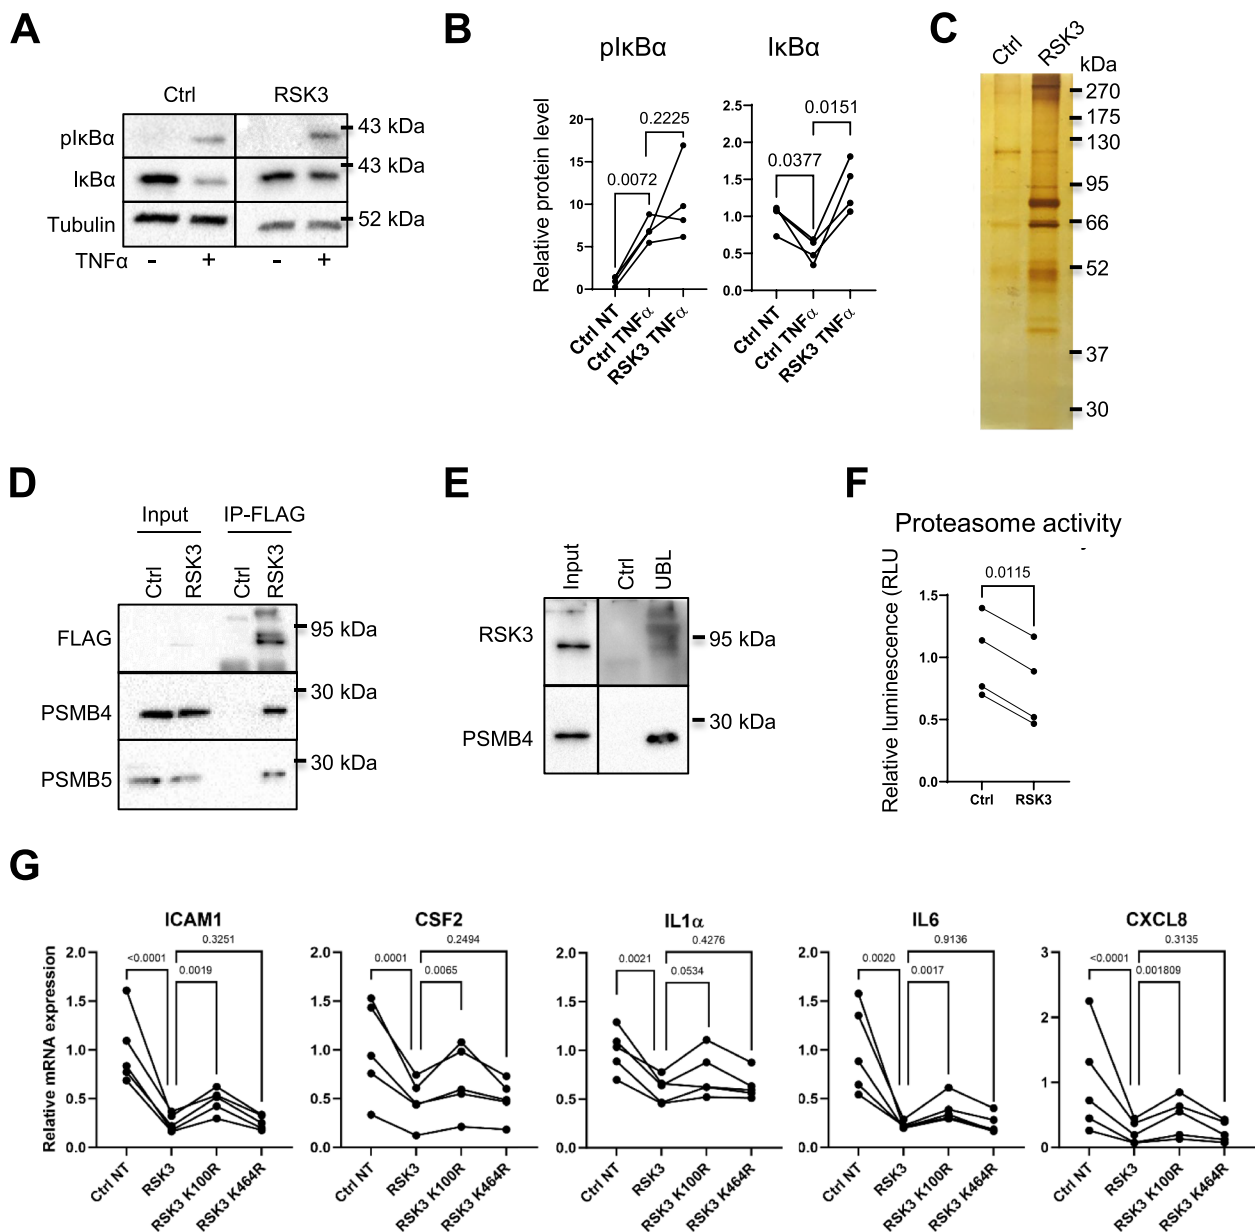 A
Ctrl RSK3
pIκBα 43 kDa
IκBα 43 kDa
Tubulin 52 kDa
TNFα - + - +
B
pIκBα IκBα
Relative protein level
20
15
10
5
0
0.0072
0.2225
Ctrl NT
Ctrl TNFα
RSK3 TNFα
2.5
2.0
1.5
1.0
0.5
0.0
0.0377
0.0151
Ctrl NT
Ctrl TNFα
RSK3 TNFα
C
Ctrl RSK3
kDa
270
175
130
95
66
52
37
30
D
Input IP-FLAG
Ctrl RSK3 Ctrl RSK3
FLAG 95 kDa
PSMB4 30 kDa
PSMB5 30 kDa
E
Input Ctrl UBL
RSK3 95 kDa
PSMB4 30 kDa
F
Proteasome activity
Relative luminescence (RLU
1.5
1.0
0.5
0.0
0.0115
Ctrl RSK3
G
Relative mRNA expression
ICAM1
2.0
1.5
1.0
0.5
0.0
0.3251
<0.0001
0.0019
Ctrl NT
RSK3
RSK3 K100R
RSK3 K464R
CSF2
2.0
1.5
1.0
0.5
0.0
0.2494
0.0001
0.0065
Ctrl NT
RSK3
RSK3 K100R
RSK3 K464R
IL1α
2.0
1.5
1.0
0.5
0.0
0.4276
0.0021
0.0534
Ctrl NT
RSK3
RSK3 K100R
RSK3 K464R
IL6
2.0
1.5
1.0
0.5
0.0
0.9136
0.0020
0.0017
Ctrl NT
RSK3
RSK3 K100R
RSK3 K464R
CXCL8
3
2
1
0
0.3135
<0.0001
0.001809
Ctrl NT
RSK3
RSK3 K100R
RSK3 K464R